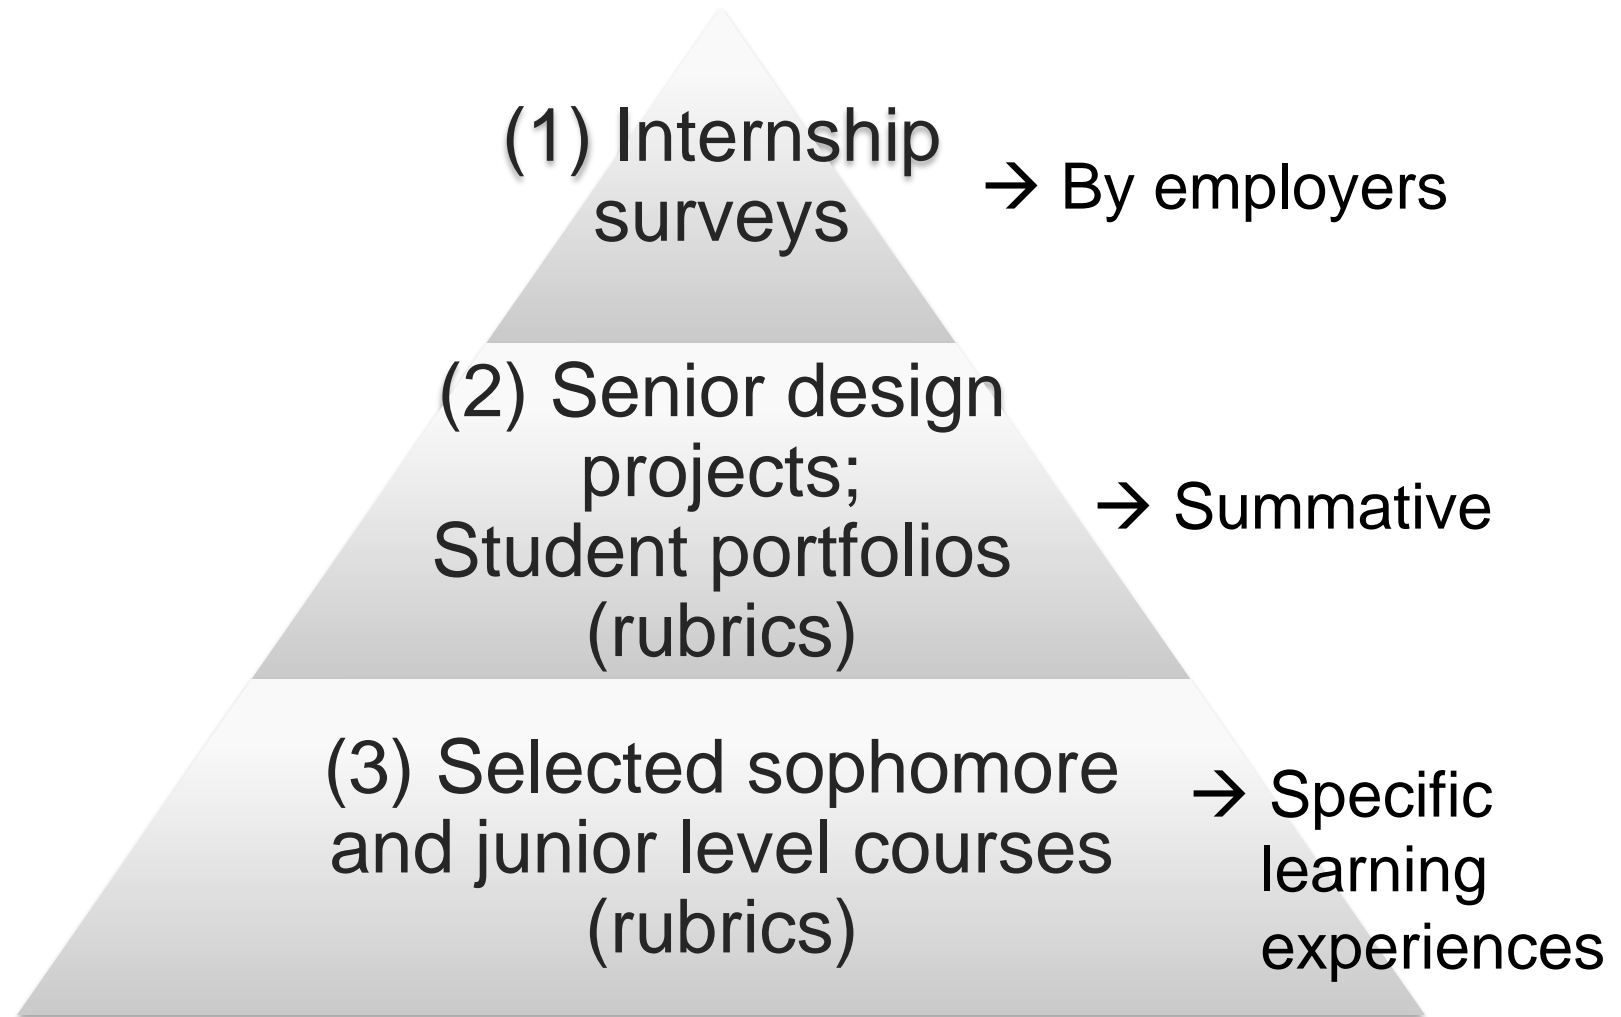 (1) Internship
surveys
→ By employers
(2) Senior design
projects;
Student portfolios
(rubrics)
→ Summative
(3) Selected sophomore
and junior level courses
(rubrics)
→ Specific
learning
experiences